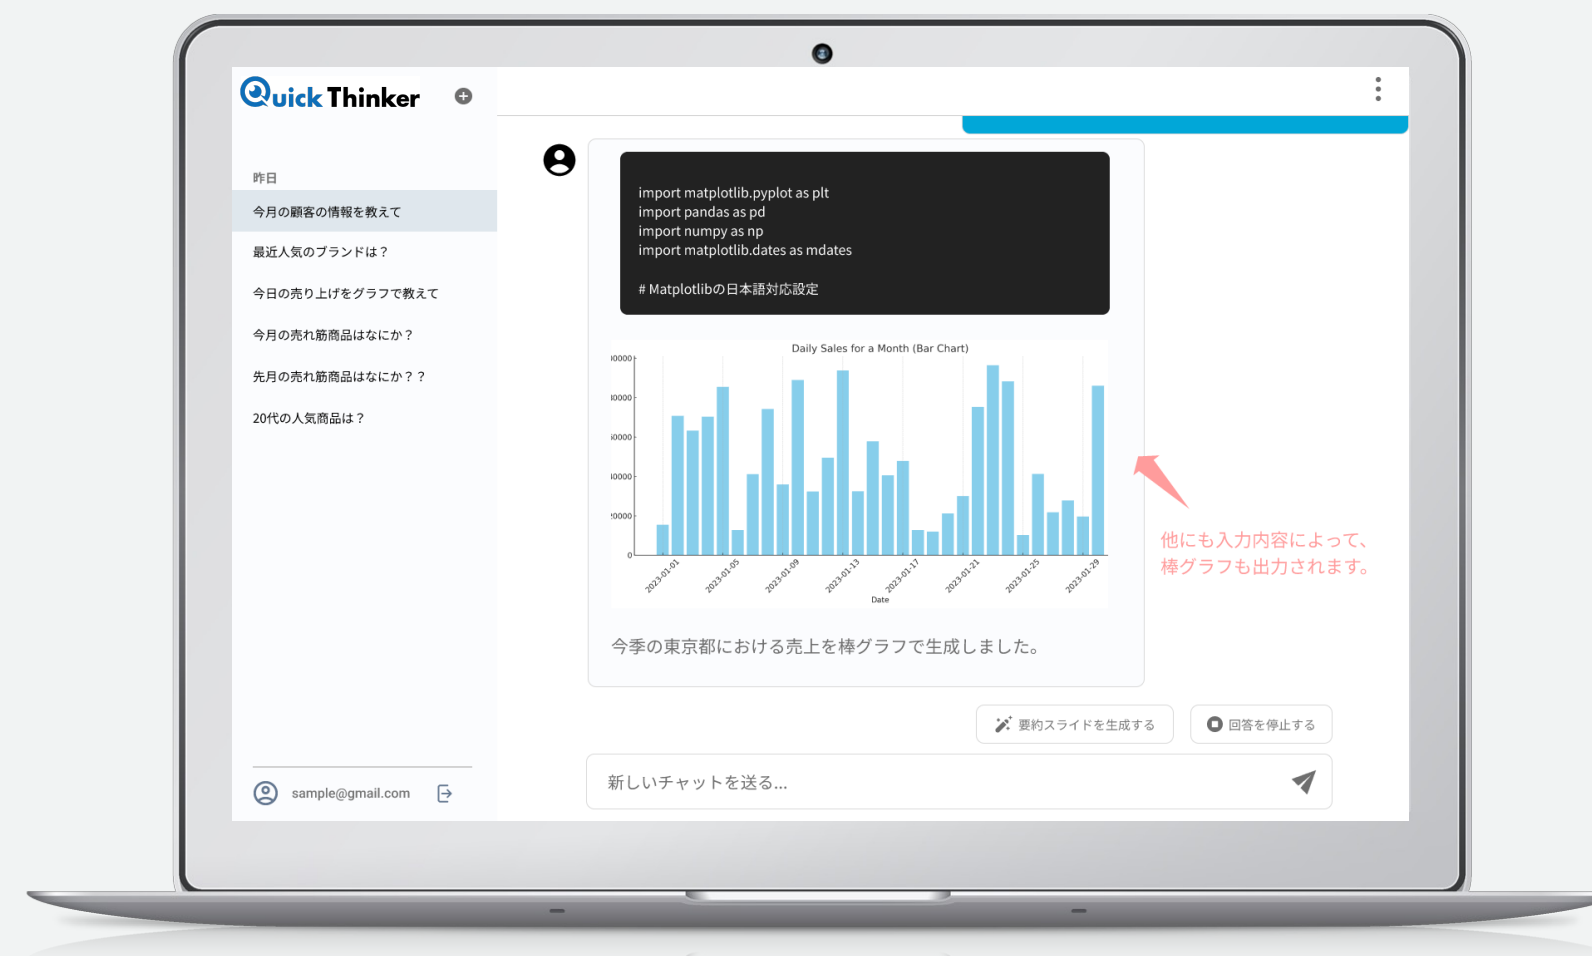 Quick Thinker
昨日
今月の顧客の情報を教えて
最近人気のブランドは？
今日の売り上げをグラフで教えて
今月の売れ筋商品はなにか？
先月の売れ筋商品はなにか？？
20代の人気商品は？
sample@gmail.com
import matplotlib.pyplot as plt
import pandas as pd
import numpy as np
import matplotlib.dates as mdates
# Matplotlibの日本語対応設定
Daily Sales for a Month (Bar Chart)
20000
0
2023-01-01
2023-01-05
2023-01-09
2023-01-13
2023-01-17
2023-01-21
2023-01-25
2023-01-29
Date
今季の東京都における売上を棒グラフで生成しました。
他にも入力内容によって、
棒グラフも出力されます。
要約スライドを生成する
回答を停止する
新しいチャットを送る...